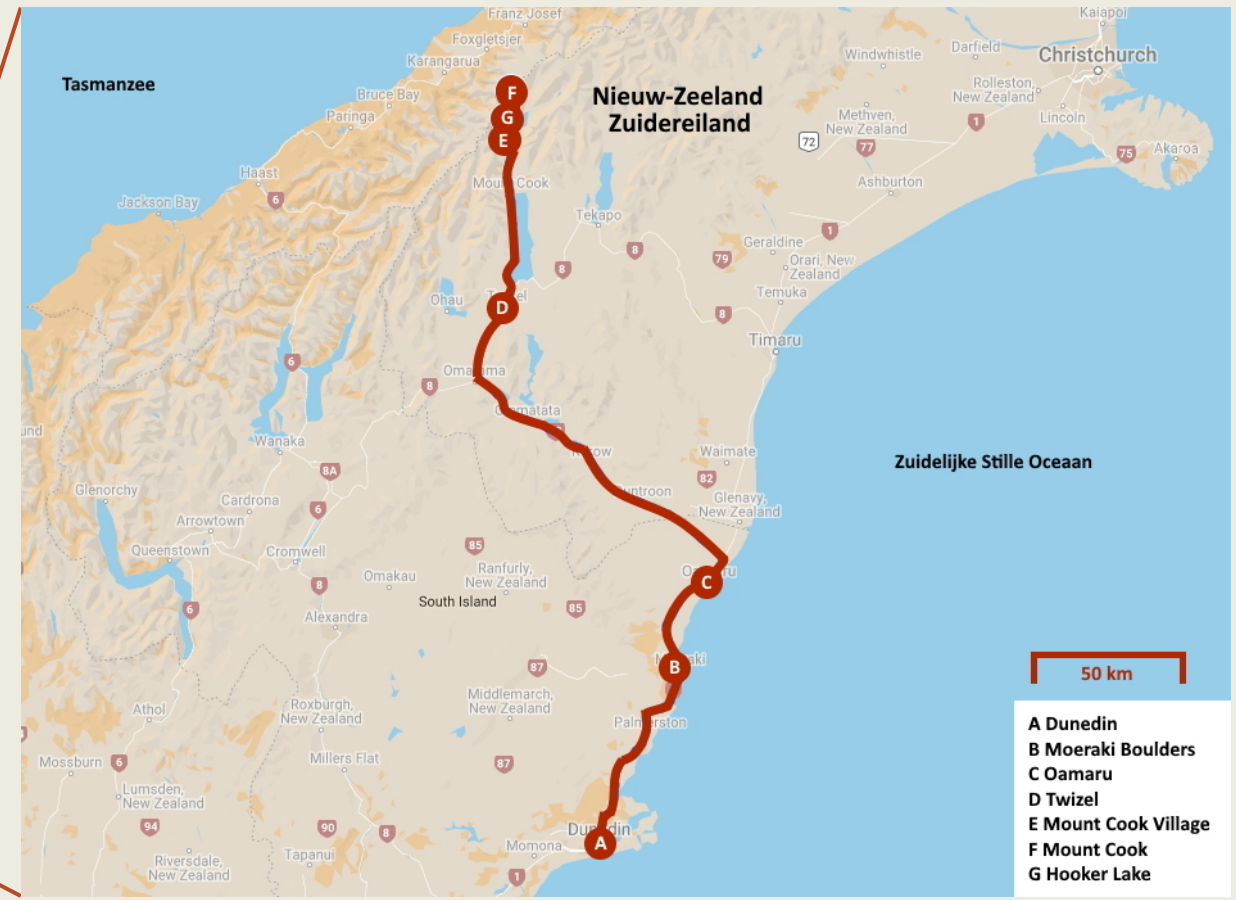 Franz Josef
Kaiapoi
Foxgletsjer
Karangarua
Windwhistle
Darfield
Christchurch
Tasmanzee
F
Nieuw-Zeeland
Zuidereiland
Rolleston,
New Zealand
Bruce Bay
Paringa
G
E
Methven,
New Zealand
Lincoln
1
72
77
75
Akaroa
Haast
6
Mount Cook
Ashburton
Jackson Bay
Tekapo
1
Geraldine
8
79
8
Orari, New
Zealand
Temuka
Ohau
D
8
Timaru
6
8
Wanaka
Waimate
8A
82
Zuidelijke Stille Oceaan
Glenorchy
Cardrona
6
Glenavy,
New Zealand
Arrowtown
Queenstown
Cromwell
85
Ranfurly,
New Zealand
Omakau
8
C
South Island
6
85
Alexandra
B
87
50 km
Middlemarch,
New Zealand
Athol
Roxburgh,
New Zealand
Palmerston
Mossburn
6
Millers Flat
87
Lumsden,
New Zealand
94
90
8
Dunedin
A
Momona
Riversdale,
New Zealand
Tapanui
1
A Dunedin
B Moeraki Boulders
C Oamaru
D Twizel
E Mount Cook Village
F Mount Cook
G Hooker Lake